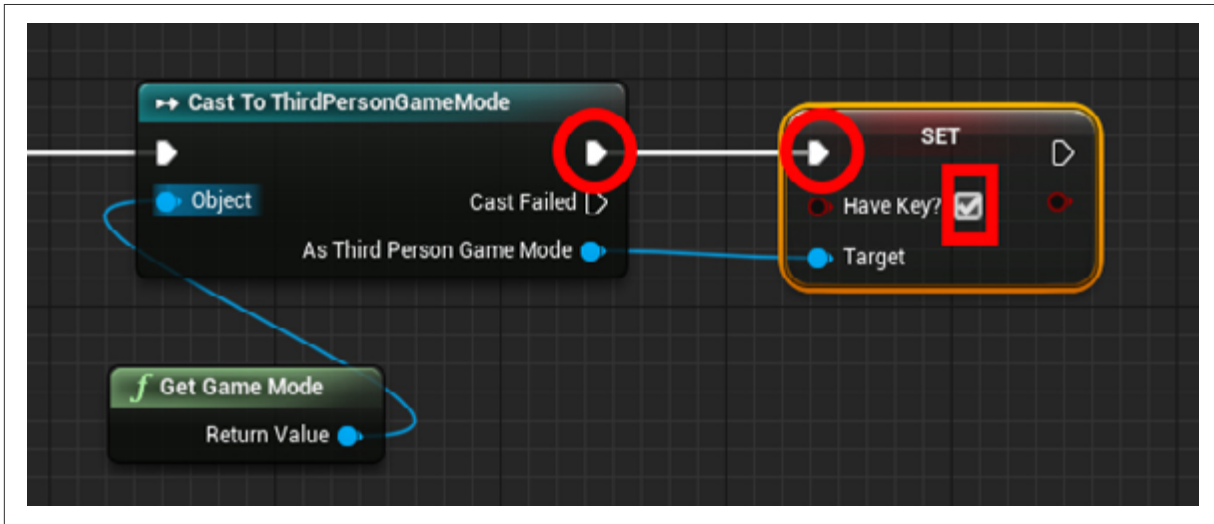 Cast To ThirdPersonGameMode
Object
Cast Failed
As Third Person Game Mode
SET
Have Key?
Target
f Get Game Mode
Return Value